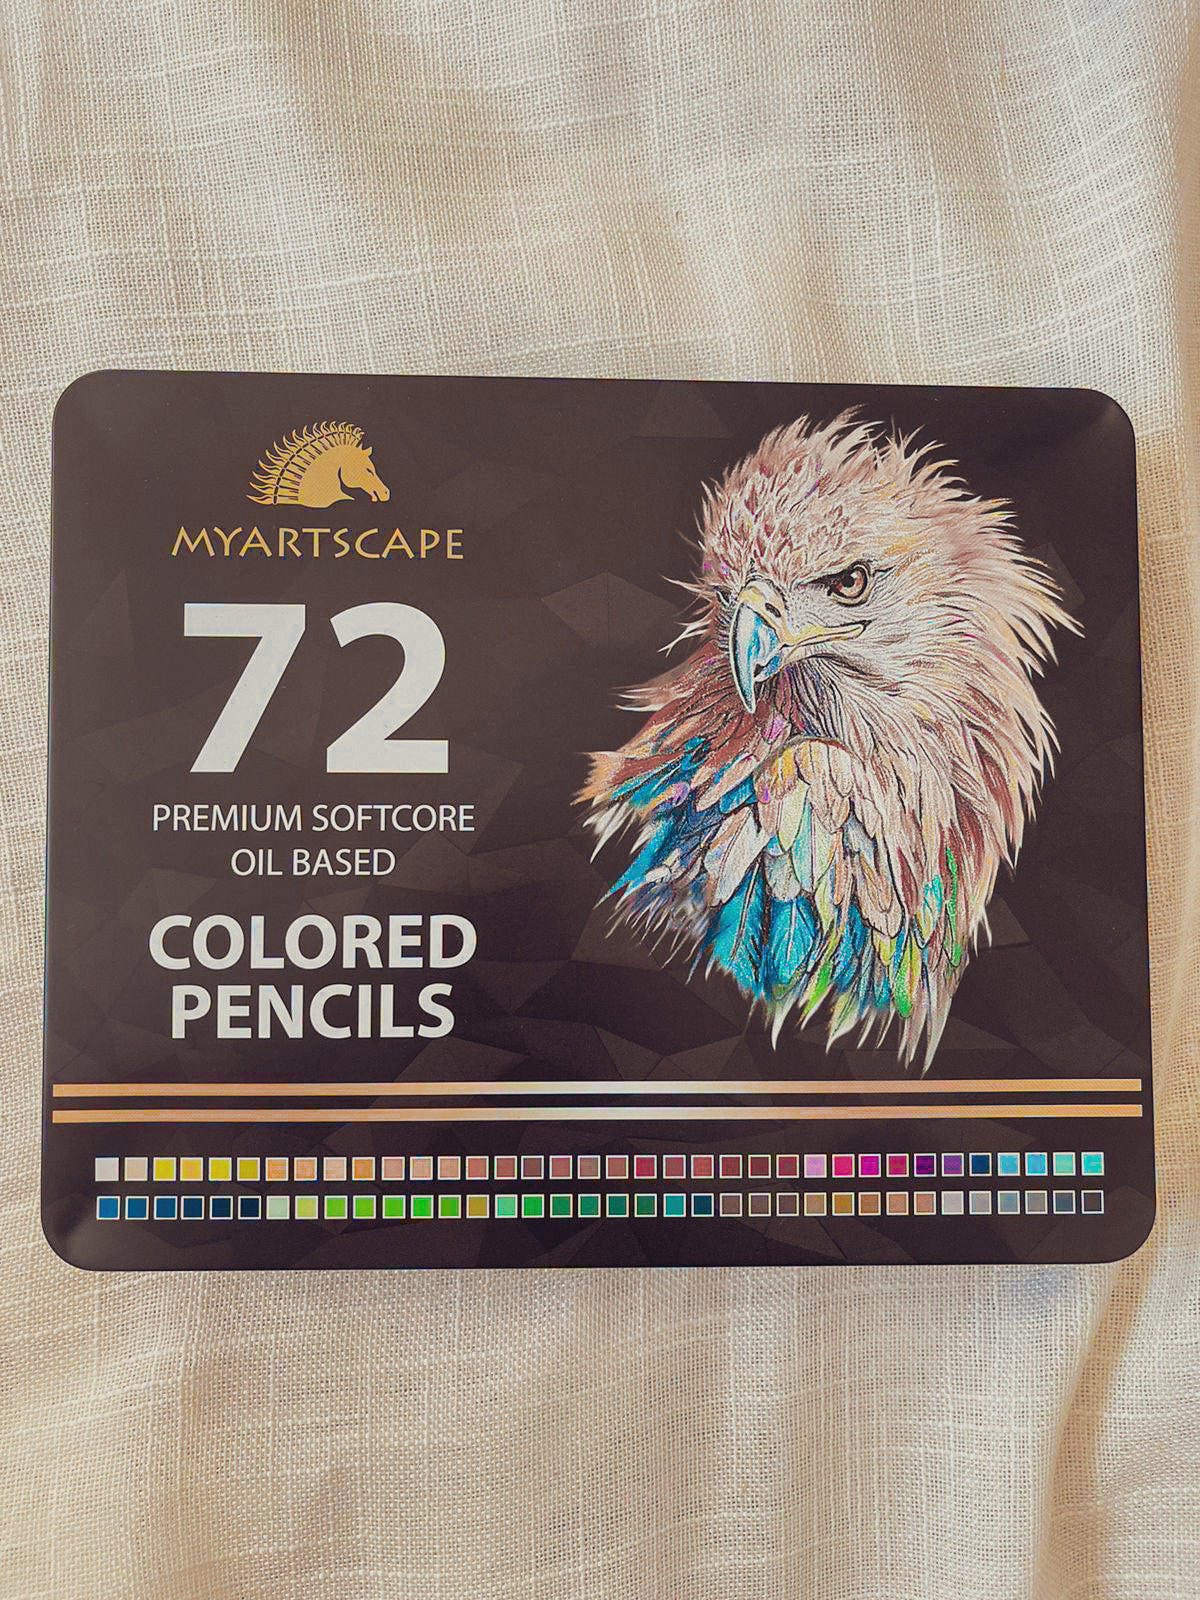 MYARTSCAPE
72
PREMIUM SOFTCORE
OIL BASED
COLORED
PENCILS